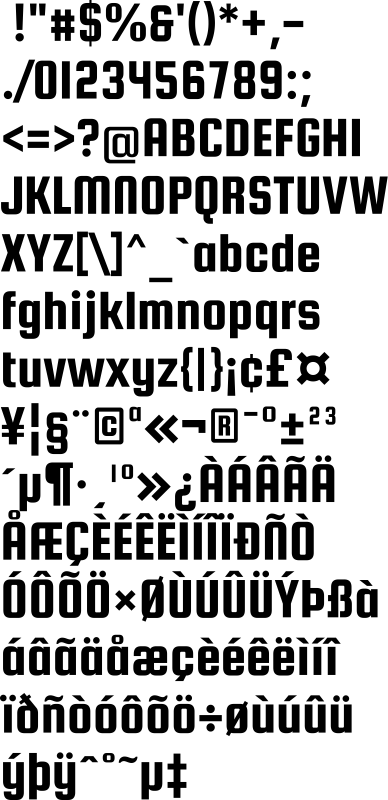 !"#$%&'()*+,–
./0123456789:;
<=>?@ABCDEFGHI
JKLMNOPQRSTUVW
XYZ[\]^_`abcde
fghijklmnopqrs
tuvwxyz{|}¡¢£¤
¥¦§¨©ª«¬®¯º±²³
´µ¶·¸¹º»¿ÀÁÂÃÄ
ÅÆÇÈÉÊËÌÍÎÏÐÑÒ
ÓÔÕÖ×ØÙÚÛÜÝÞßà
áâãäåæçèéêëìíî
ïðñòóôõö÷øùúûü
ýþÿˆ°˜µ‡